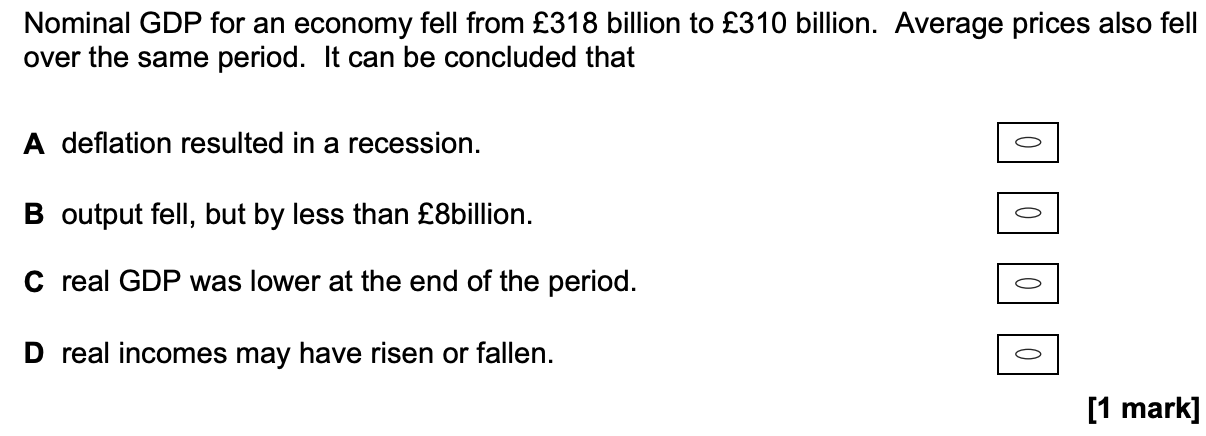 Nominal GDP for an economy fell from £318 billion to £310 billion.  Average prices also fell
over the same period.  It can be concluded that
A deflation resulted in a recession.
B output fell, but by less than £8billion.
C real GDP was lower at the end of the period.
D real incomes may have risen or fallen.
[1 mark]